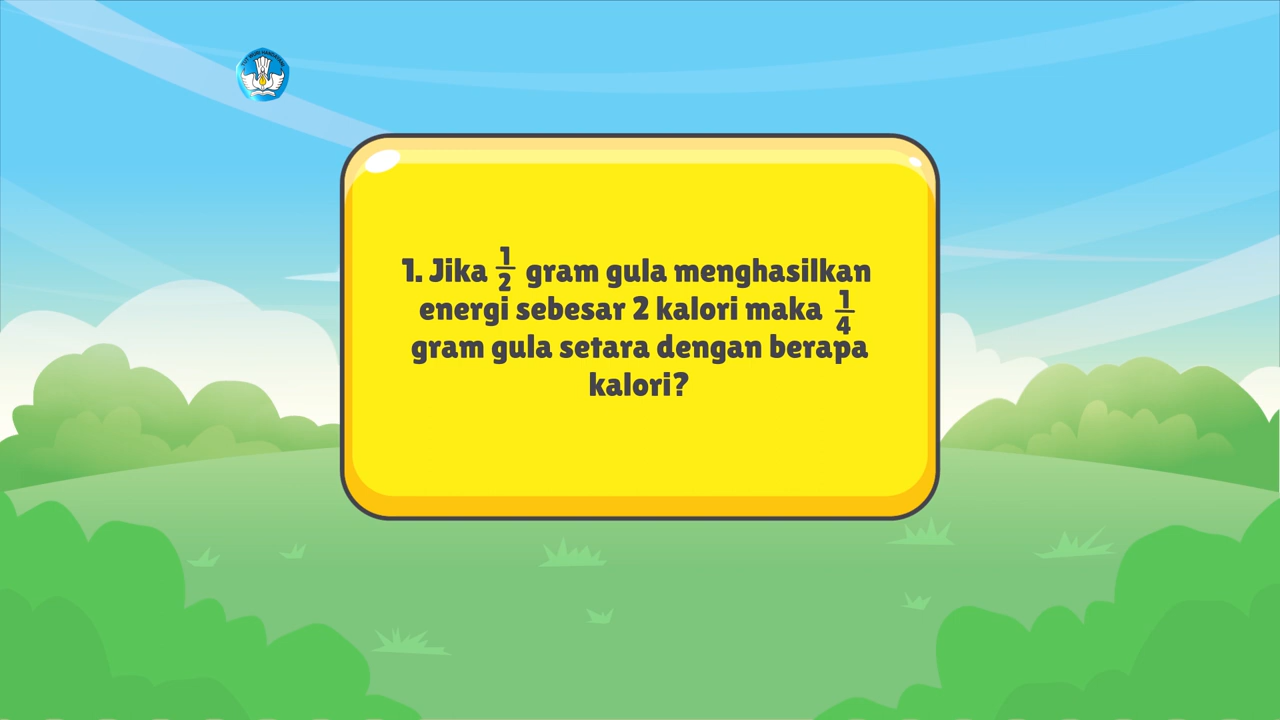 1. Jika 1/2 gram gula menghasilkan
energi sebesar 2 kalori maka 1/4
gram gula setara dengan berapa
kalori?